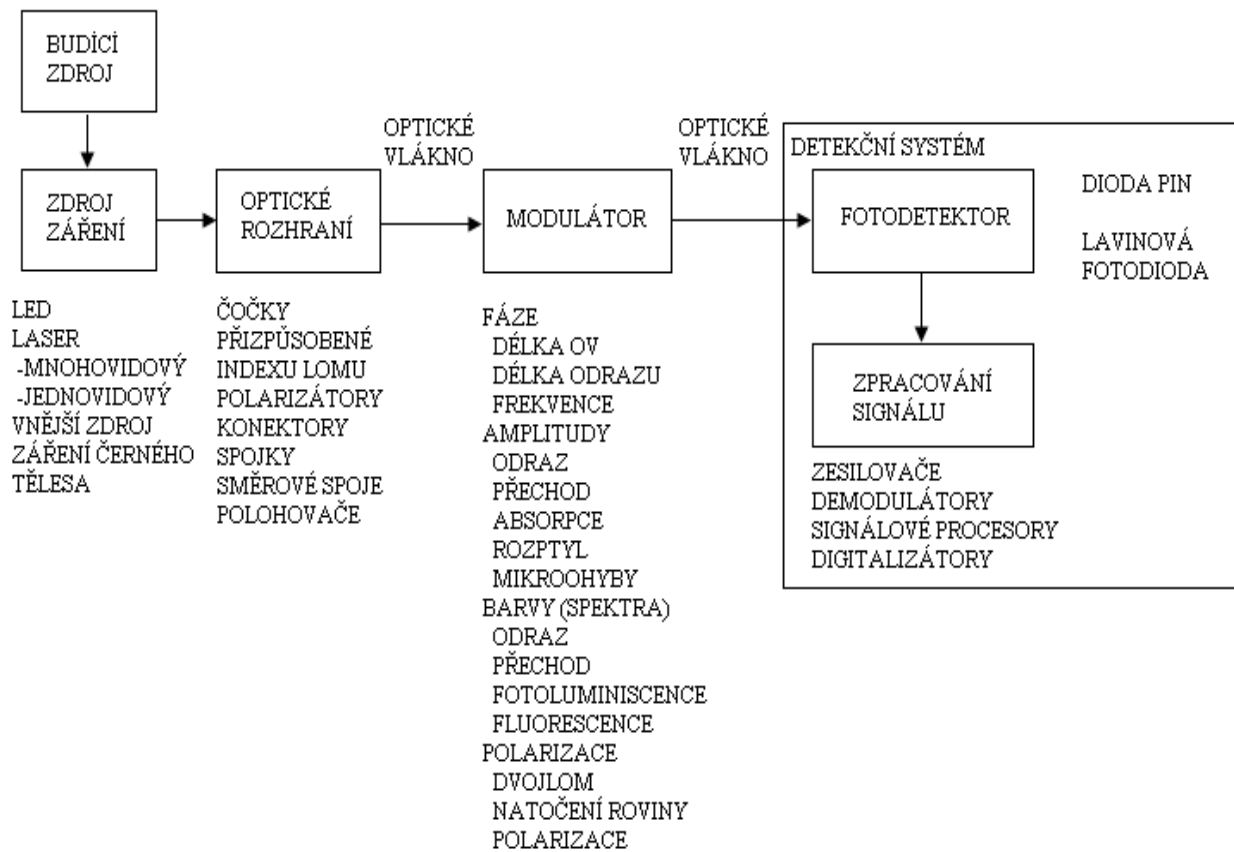 BUDÍCÍ
ZDROJ
ZDROJ
ZÁŘENÍ
LED
LASER
-MNOHOVIDOVÝ
-JEDNOVIDOVÝ
VNĚJŠÍ ZDROJ
ZÁŘENÍ ČERNÉHO
TĚLESA
OPTICKÉ
ROZHRANÍ
ČOČKY
PŘIZPŮSOBENÉ
INDEXU LOMU
POLARIZÁTORY
KONEKTORY
SPOJKY
SMĚROVÉ SPOJE
POLOHOVAČE
OPTICKÉ
VLÁKNO
MODULÁTOR
FÁZE
DÉLKA OV
DÉLKA ODRAZU
FREKVENCE
AMPLITUDY
ODRAZ
PŘECHOD
ABSORPCE
ROZPTYL
MIKROOHYBY
BARVY (SPEKTRA)
ODRAZ
PŘECHOD
FOTOLUMINISCENCE
FLUORESCENCE
POLARIZACE
DVOJLOM
NATOČENÍ ROVINY
POLARIZACE
OPTICKÉ
VLÁKNO
DETEKČNÍ SYSTÉM
FOTODETEKTOR
DIODA PIN
LAVINOVÁ
FOTODIODA
ZPRACOVÁNÍ
SIGNÁLU
ZESILOVAČE
DEMODULÁTORY
SIGNÁLOVÉ PROCESORY
DIGITALIZÁTORY